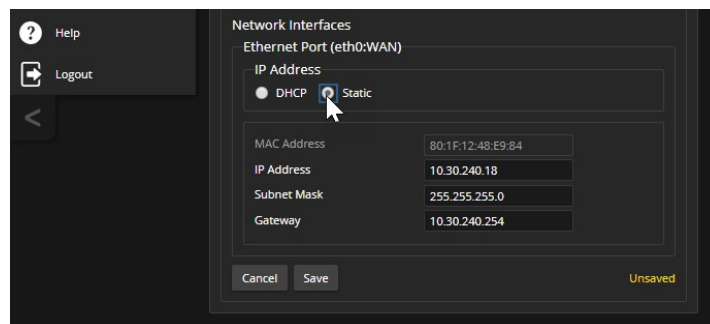 Help
Logout
Network Interfaces
Ethernet Port (eth0:WAN)
IP Address
DHCP Static
MAC Address 80:1F:12:48:E9:84
IP Address 10.30.240.18
Subnet Mask 255.255.255.0
Gateway 10.30.240.254
Cancel Save Unsaved